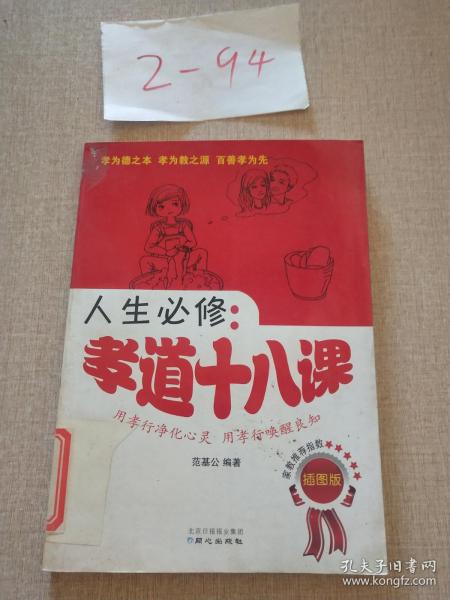 2-94
孝为德之本 孝为教之源 百善孝为先
人生必修：
孝道十八课
用孝行净化心灵 用孝行唤醒良知
范基公 编著
家教推荐指数★★★★★
插图版
北京日报报业集团
同心出版社
孔夫子旧书网
www.kongfz.com